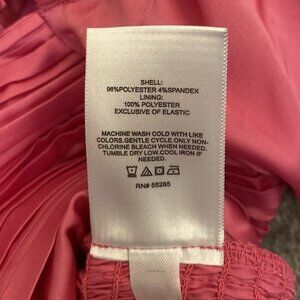 SHELL:
96%POLYESTER 4%SPANDEX
LINING:
100% POLYESTER
EXCLUSIVE OF ELASTIC
MACHINE WASH COLD WITH LIKE
COLORS.GENTLE CYCLE.ONLY NON-
CHLORINE BLEACH WHEN NEEDED.
TUMBLE DRY LOW.COOL IRON IF
NEEDED.
RN# 55285